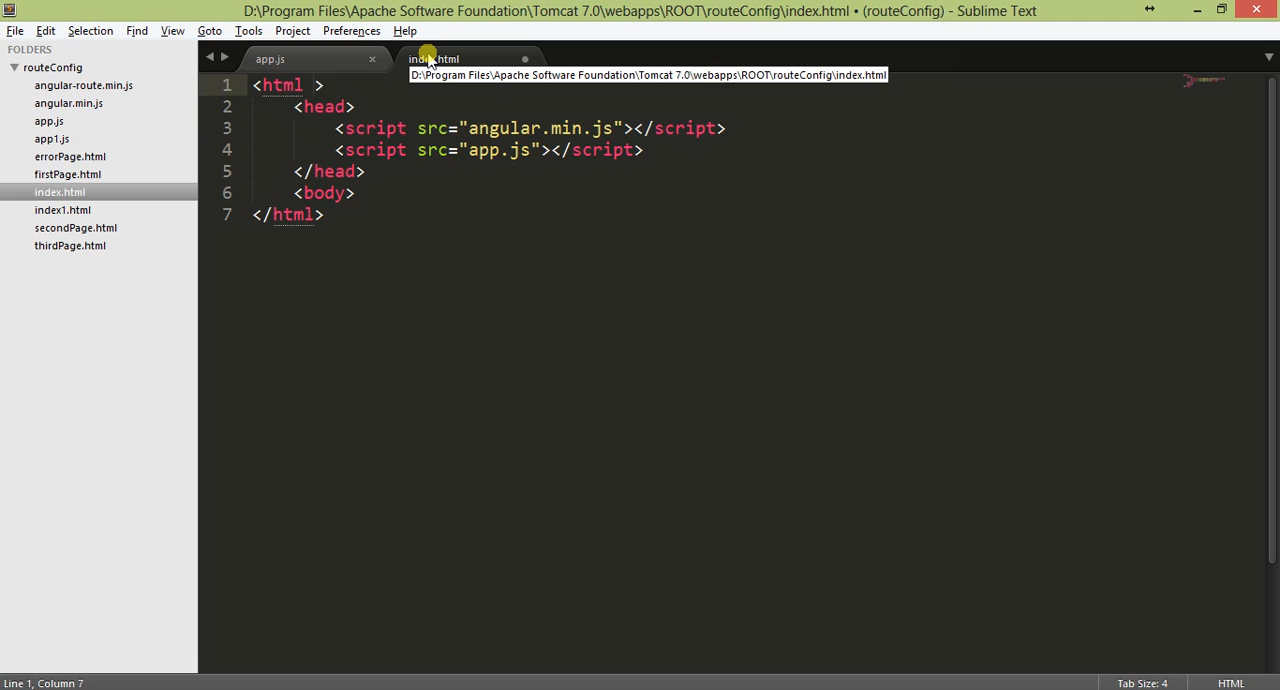 D:\Program Files\Apache Software Foundation\Tomcat 7.0\webapps\ROOT\routeConfig\index.html • (routeConfig) - Sublime Text
File Edit Selection Find View Goto Tools Project Preferences Help
FOLDERS
routeConfig
angular-route.min.js
angular.min.js
app.js
app1.js
errorPage.html
firstPage.html
index.html
index1.html
secondPage.html
thirdPage.html
app.js × index.html
D:\Program Files\Apache Software Foundation\Tomcat 7.0\webapps\ROOT\routeConfig\index.html
1 <html >
2 <head>
3 <script src="angular.min.js"></script>
4 <script src="app.js"></script>
5 </head>
6 <body>
7 </html>
Line 1, Column 7 Tab Size: 4 HTML